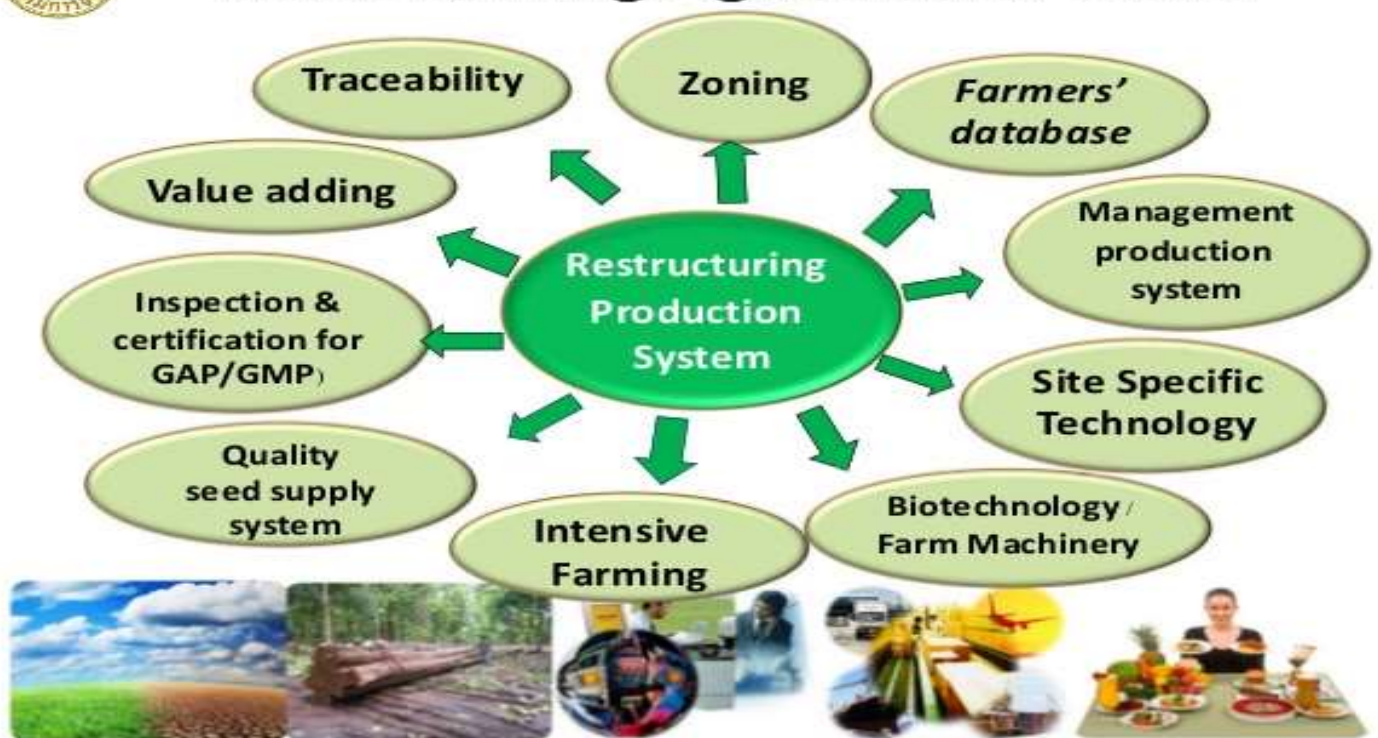 Traceability
Zoning
Farmers’
database
Value adding
Management
production
system
Restructuring
Production
System
Inspection &
certification for
GAP/GMP)
Site Specific
Technology
Quality
seed supply
system
Intensive
Farming
Biotechnology /
Farm Machinery